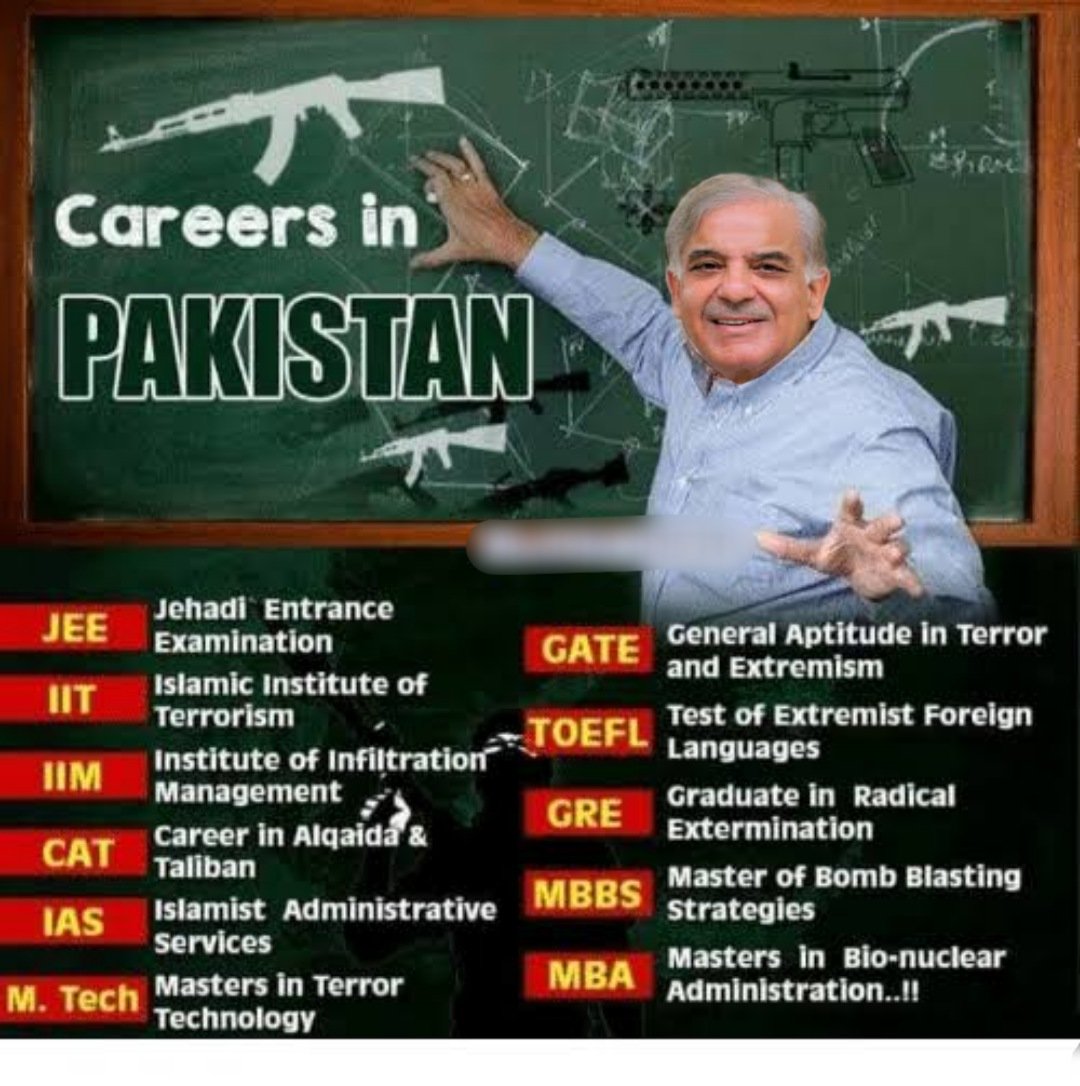 Careers in
PAKISTAN
JEE
Jehadi Entrance
Examination
IIT
Islamic Institute of
Terrorism
IIM
Institute of Infiltration
Management
CAT
Career in Alqaida &
Taliban
IAS
Islamist Administrative
Services
M. Tech
Masters in Terror
Technology
GATE
General Aptitude in Terror
and Extremism
TOEFL
Test of Extremist Foreign
Languages
GRE
Graduate in Radical
Extermination
MBBS
Master of Bomb Blasting
Strategies
MBA
Masters in Bio-nuclear
Administration..!!